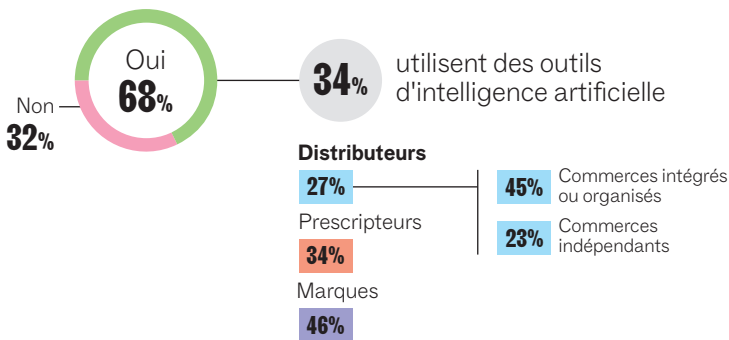 Oui
68%
Non
32%
34%
utilisent des outils
d'intelligence artificielle
Distributeurs
27%
45%
Commerces intégrés
ou organisés
23%
Commerces
indépendants
Prescripteurs
34%
Marques
46%